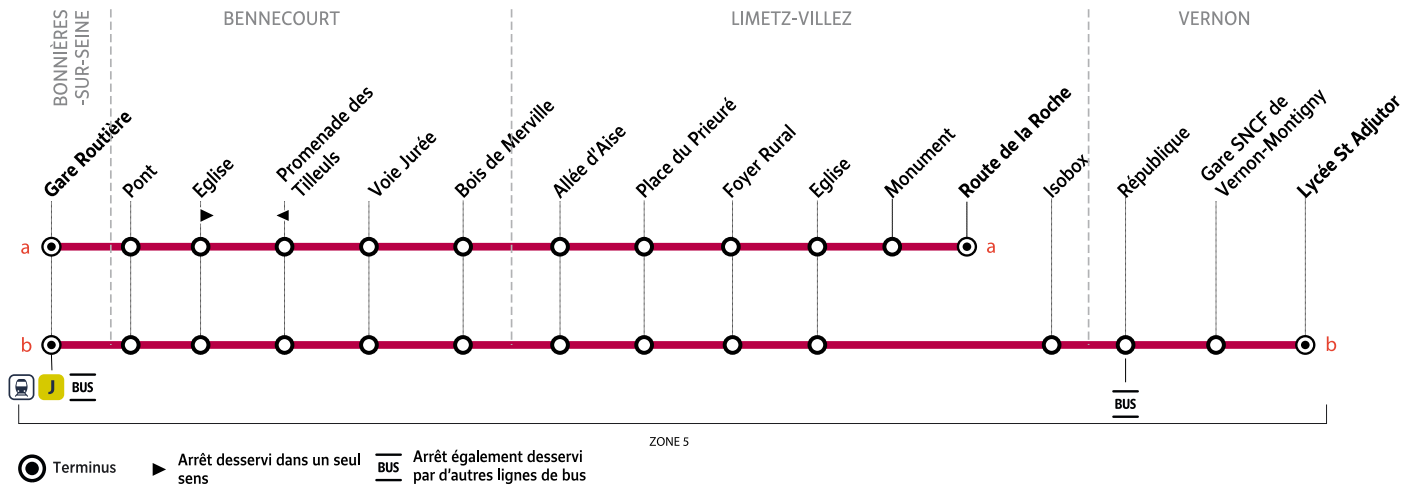 BONNIÈRES
-SUR-SEINE
BENNECOURT
LIMETZ-VILLEZ
VERNON
Gare Routière
Pont
Eglise
Promenade des
Tilleuls
Voie Jurée
Bois de Merville
Allée d'Aise
Place du Prieuré
Foyer Rural
Eglise
Monument
Route de la Roche
Isobox
République
Gare SNCF de
Vernon-Montigny
Lycée St Adjutor
a
a
b
b
J
BUS
BUS
ZONE 5
Terminus
Arrêt desservi dans un seul
sens
BUS
Arrêt également desservi
par d'autres lignes de bus